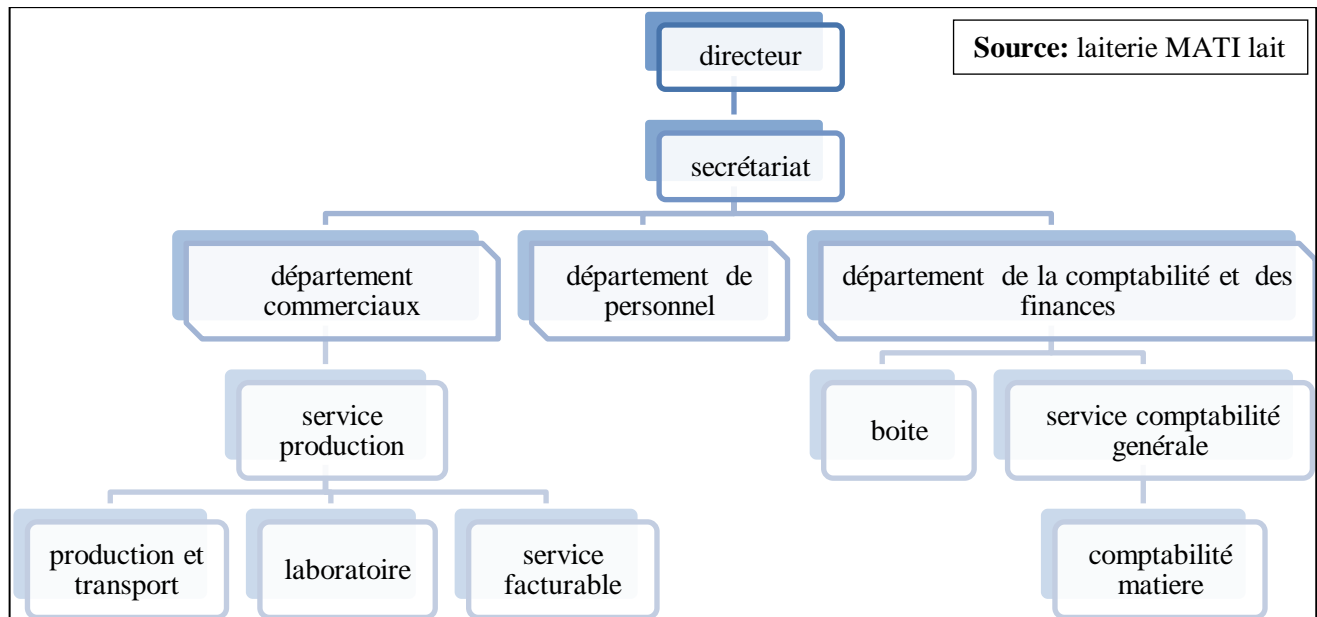 directeur
Source: laiterie MATI lait
secrétariat
département
commerciaux
département de
personnel
département de la comptabilité et des
finances
service
production
boite
service comptabilité
genérale
production et
transport
laboratoire
service
facturable
comptabilité
matiere